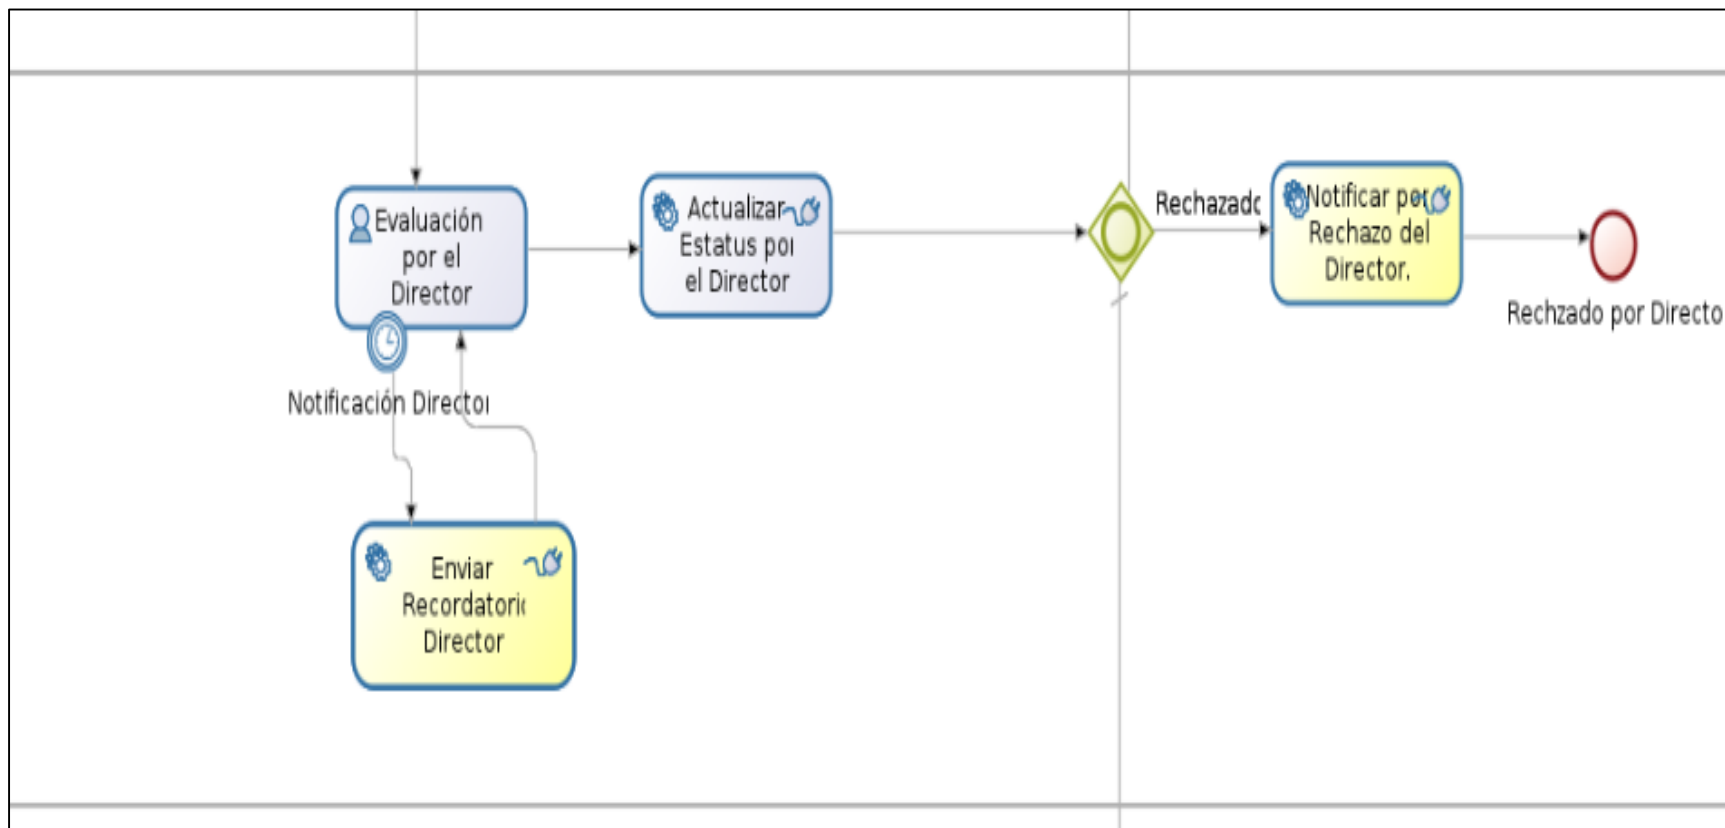 Evaluación
por el
Director
Actualizar
Estatus por
el Director
Rechazado
Notificar por
Rechazo del
Director.
Rechzado por Directo
Notificación Director
Enviar
Recordatorio
Director